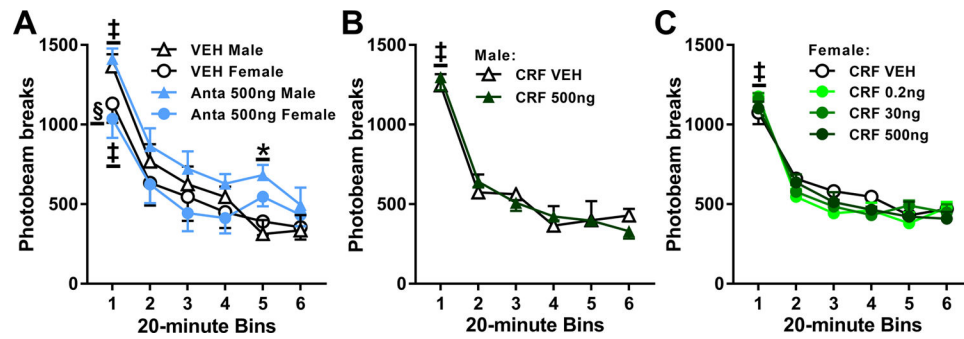 A
Photobeam breaks
1500
1000
500
0
‡
§
‡
*
VEH Male
VEH Female
Anta 500ng Male
Anta 500ng Female
1 2 3 4 5 6
20-minute Bins
B
Photobeam breaks
1500
1000
500
0
‡
Male:
CRF VEH
CRF 500ng
1 2 3 4 5 6
20-minute Bins
C
Photobeam breaks
1500
1000
500
0
‡
Female:
CRF VEH
CRF 0.2ng
CRF 30ng
CRF 500ng
1 2 3 4 5 6
20-minute Bins